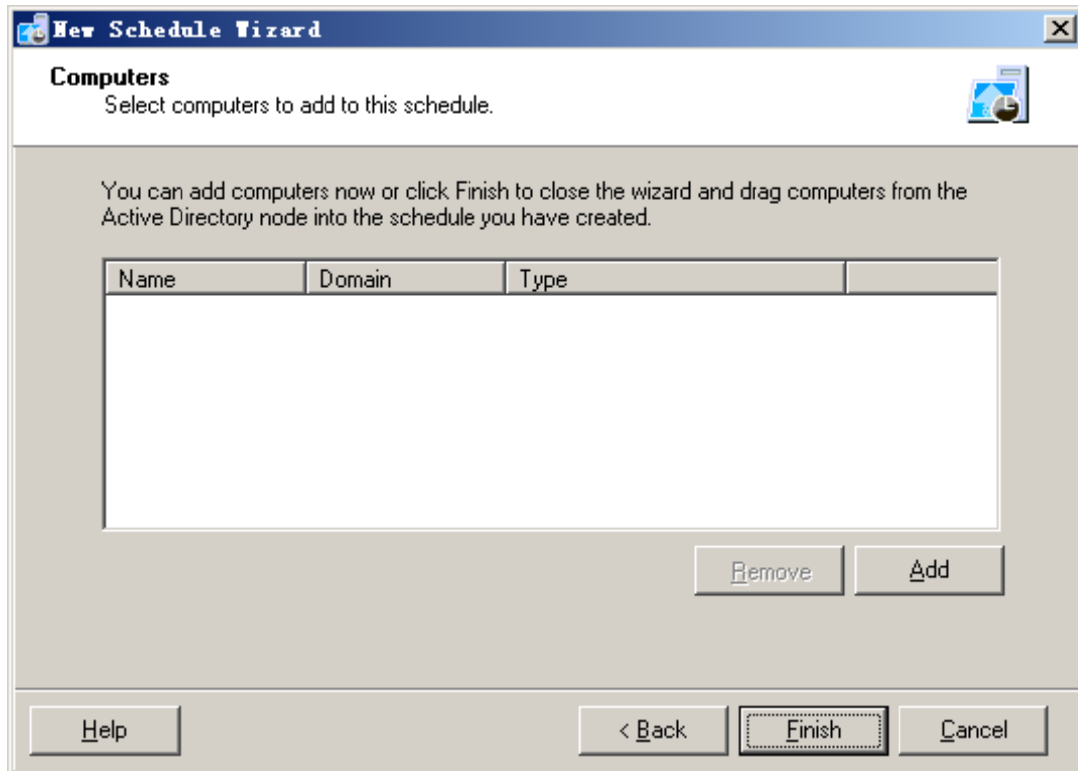 New Schedule Wizard
Computers
Select computers to add to this schedule.
You can add computers now or click Finish to close the wizard and drag computers from the
Active Directory node into the schedule you have created.
Name Domain Type
Remove Add
Help < Back Finish Cancel